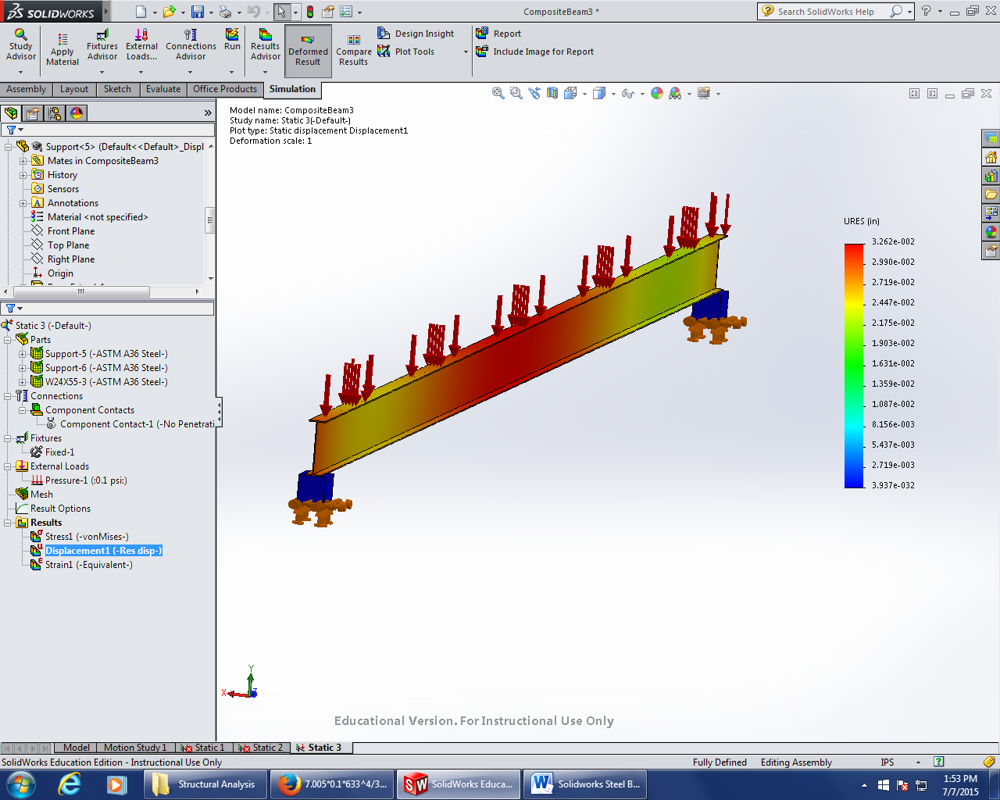 SOLIDWORKS
CompositeBeam3 *
Search SolidWorks Help
Study Advisor
Apply Material
Fixtures Advisor
External Loads...
Connections Advisor
Run
Results Advisor
Deformed Result
Compare Results
Design Insight
Plot Tools
Report
Include Image for Report
Assembly
Layout
Sketch
Evaluate
Office Products
Simulation
Model name: CompositeBeam3
Study name: Static 3(-Default-)
Plot type: Static displacement Displacement1
Deformation scale: 1
Support<5> (Default<<Default>_Displ
Mates in CompositeBeam3
History
Sensors
Annotations
Material <not specified>
Front Plane
Top Plane
Right Plane
Origin
Static 3 (-Default-)
Parts
Support-5 (-ASTM A36 Steel-)
Support-6 (-ASTM A36 Steel-)
W24X55-3 (-ASTM A36 Steel-)
Connections
Component Contacts
Component Contact-1 (-No Penetrati
Fixtures
Fixed-1
External Loads
Pressure-1 (:0.1 psi:)
Mesh
Result Options
Results
Stress1 (-vonMises-)
Displacement1 (-Res disp-)
Strain1 (-Equivalent-)
URES (in)
3.262e-002
2.990e-002
2.719e-002
2.447e-002
2.175e-002
1.903e-002
1.631e-002
1.359e-002
1.087e-002
8.156e-003
5.437e-003
2.719e-003
3.937e-032
Y
X
Z
Educational Version. For Instructional Use Only
Model
Motion Study 1
Static 1
Static 2
Static 3
SolidWorks Education Edition - Instructional Use Only
Fully Defined
Editing Assembly
IPS
Structural Analysis
7.005*0.1*633^4/3...
SolidWorks Educa...
Solidworks Steel B...
1:53 PM
7/7/2015